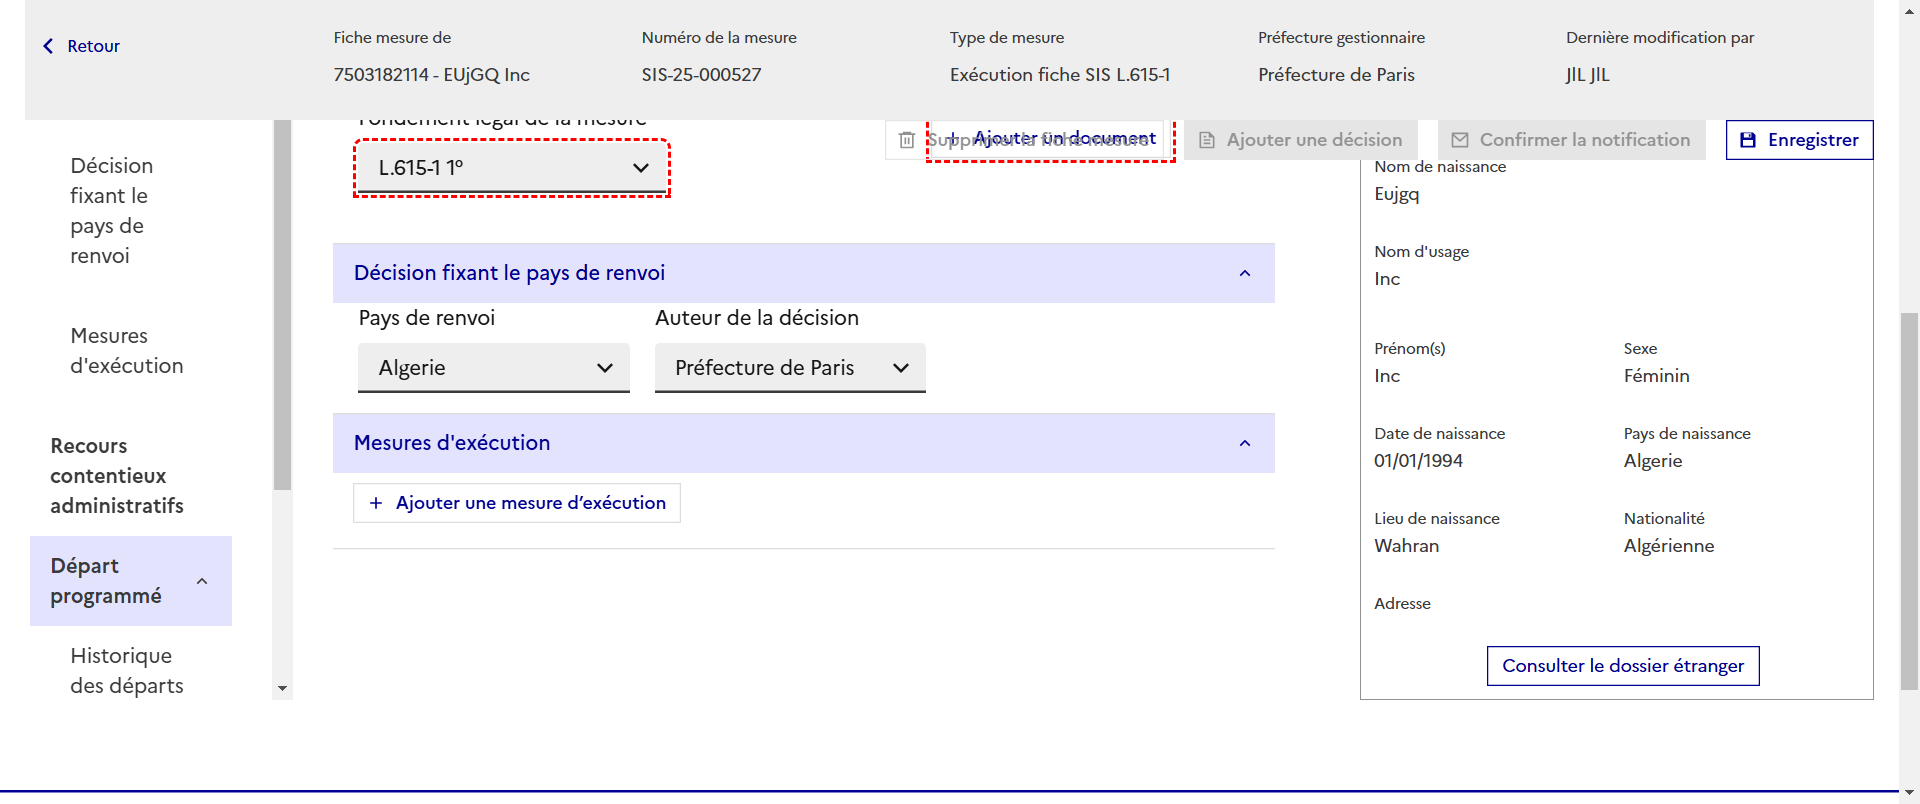 Retour
Fiche mesure de
7503182114 - EUjGQ Inc
Numéro de la mesure
SIS-25-000527
Type de mesure
Exécution fiche SIS L.615-1
Préfecture gestionnaire
Préfecture de Paris
Dernière modification par
JIL JIL
Décision
fixant le
pays de
renvoi
Mesures
d'exécution
Recours
contentieux
administratifs
Départ
programmé
Historique
des départs
Fondement légal de la mesure
L.615-1 1°
Supprimer la fiche mesure
Ajouter un document
Ajouter une décision
Confirmer la notification
Enregistrer
Décision fixant le pays de renvoi
Pays de renvoi
Algerie
Auteur de la décision
Préfecture de Paris
Mesures d'exécution
Ajouter une mesure d’exécution
Nom de naissance
Eujgq
Nom d'usage
Inc
Prénom(s)
Inc
Sexe
Féminin
Date de naissance
01/01/1994
Pays de naissance
Algerie
Lieu de naissance
Wahran
Nationalité
Algérienne
Adresse
Consulter le dossier étranger